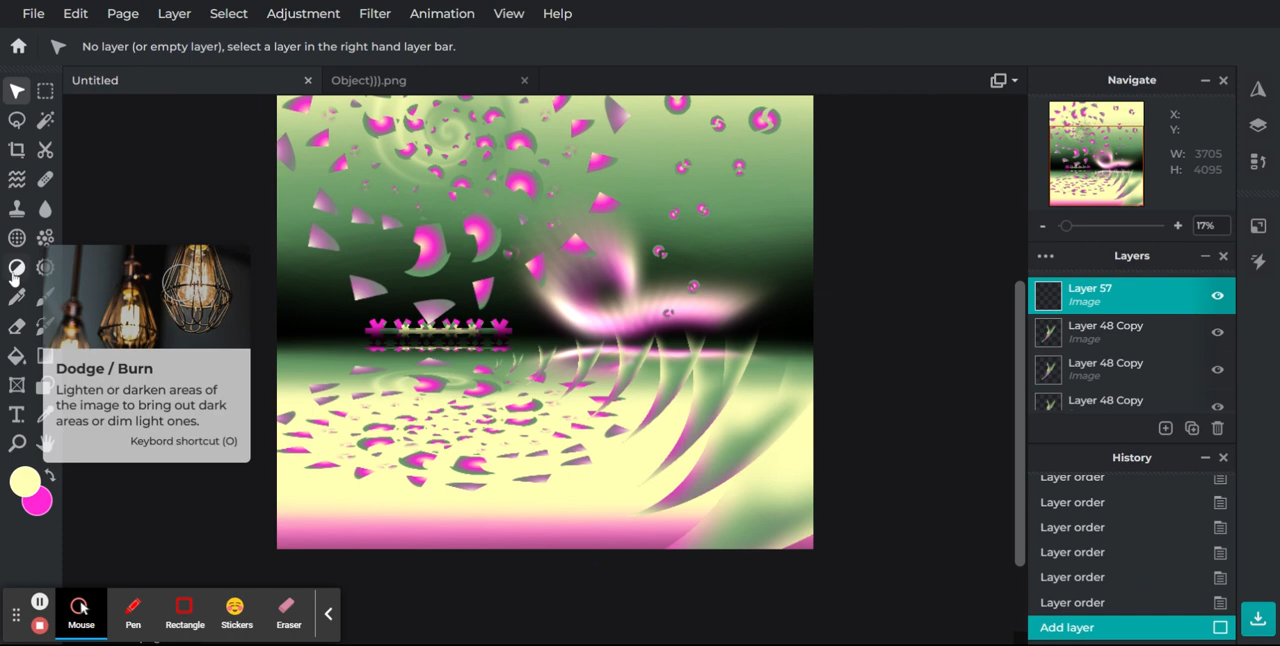 File Edit Page Layer Select Adjustment Filter Animation View Help
No layer (or empty layer), select a layer in the right hand layer bar.
Untitled
Object))).png
Navigate
X:
Y:
W: 3705
H: 4095
17%
Layers
Layer 57
Image
Layer 48 Copy
Image
Layer 48 Copy
Image
Layer 48 Copy
History
Layer order
Layer order
Layer order
Layer order
Layer order
Layer order
Add layer
Dodge / Burn
Lighten or darken areas of
the image to bring out dark
areas or dim light ones.
Keybord shortcut (O)
Mouse Pen Rectangle Stickers Eraser